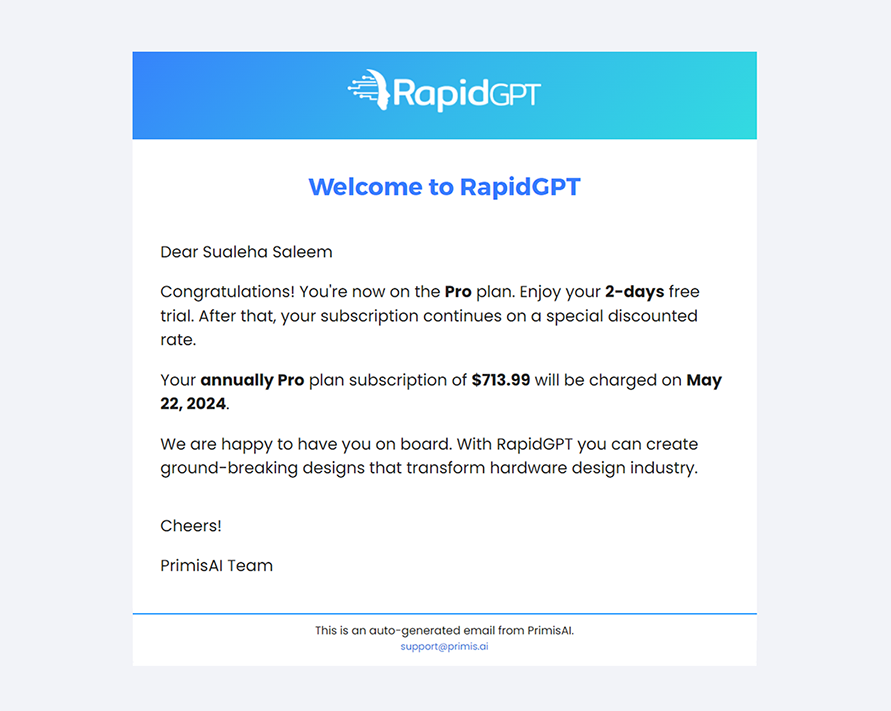 RapidGPT
Welcome to RapidGPT
Dear Sualeha Saleem
Congratulations! You're now on the Pro plan. Enjoy your 2-days free
trial. After that, your subscription continues on a special discounted
rate.
Your annually Pro plan subscription of $713.99 will be charged on May
22, 2024.
We are happy to have you on board. With RapidGPT you can create
ground-breaking designs that transform hardware design industry.
Cheers!
PrimisAI Team
This is an auto-generated email from PrimisAI.
support@primis.ai